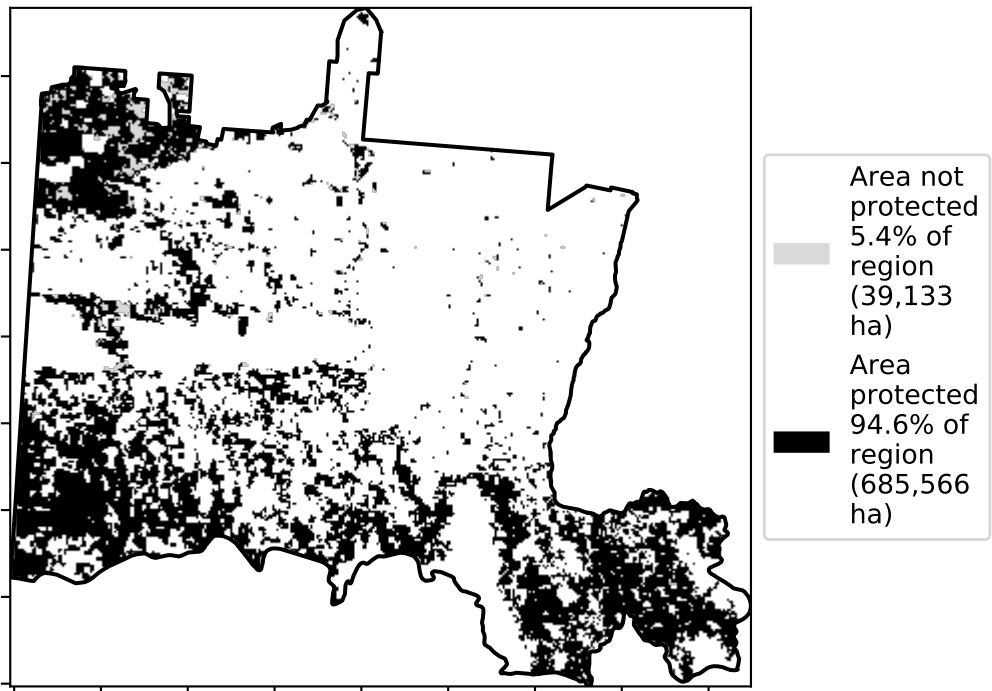 Area not
protected
5.4% of
region
(39,133
ha)
Area
protected
94.6% of
region
(685,566
ha)